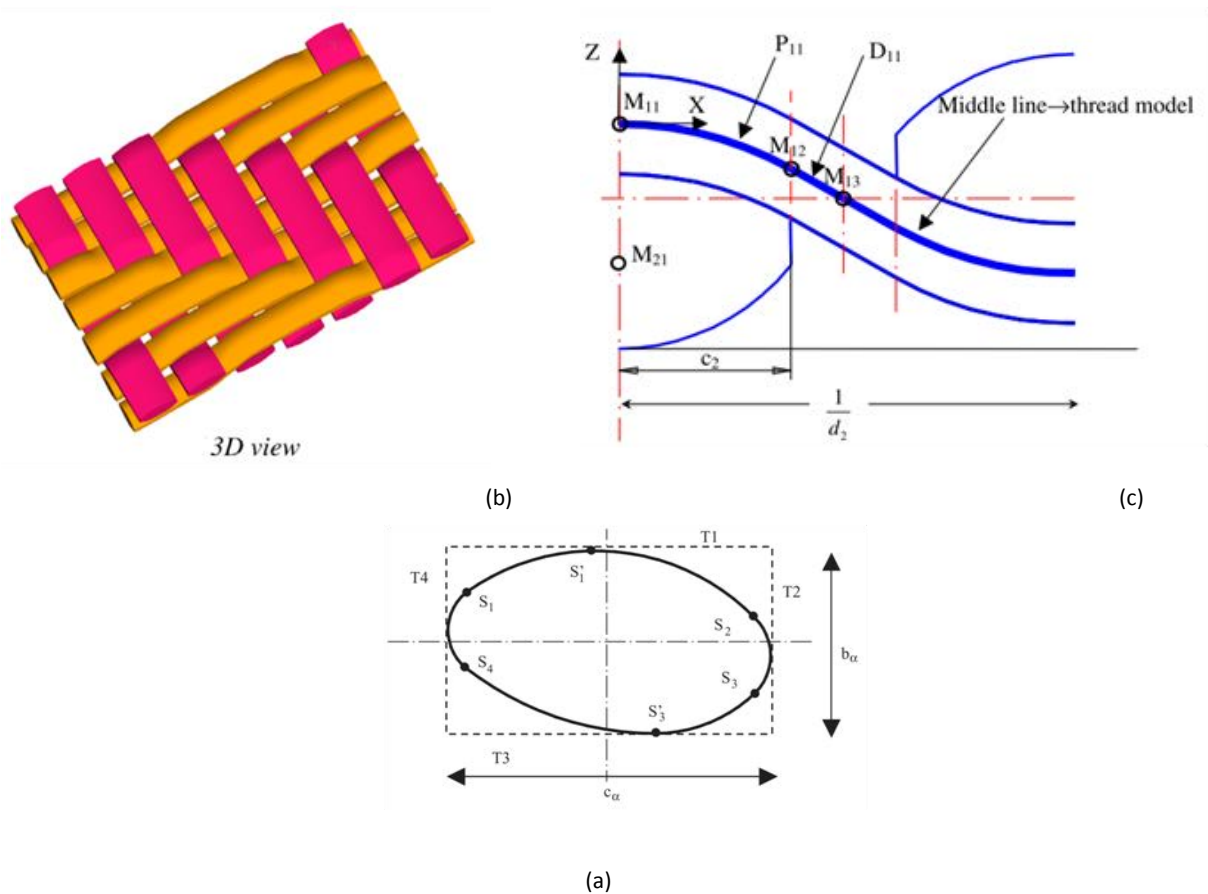 3D view
Z
P₁₁
D₁₁
M₁₁
X
Middle line→thread model
M₁₂
M₁₃
M₂₁
c₂
1
d₂
(b)
(c)
T1
T4
S'₁
T2
S₁
S₂
bα
S₄
S₃
S'₃
T3
cα
(a)